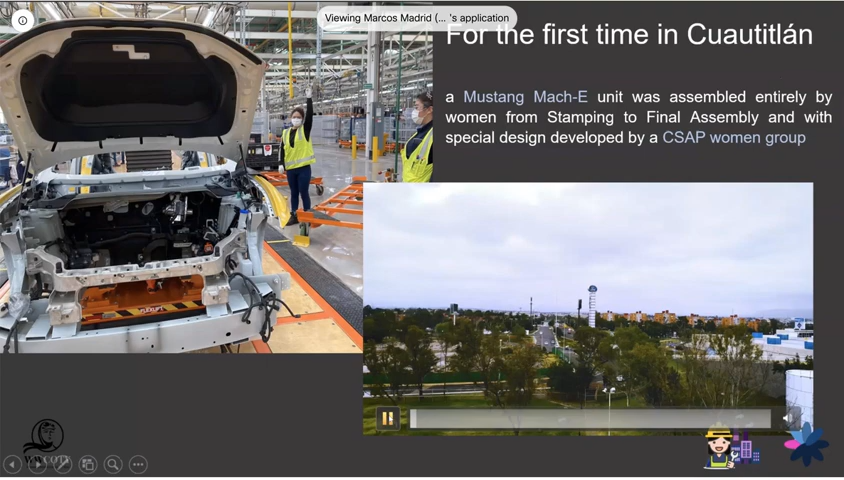 Viewing Marcos Madrid (... 's application
For the first time in Cuautitlán
a Mustang Mach-E unit was assembled entirely by
women from Stamping to Final Assembly and with
special design developed by a CSAP women group
WWCOTY